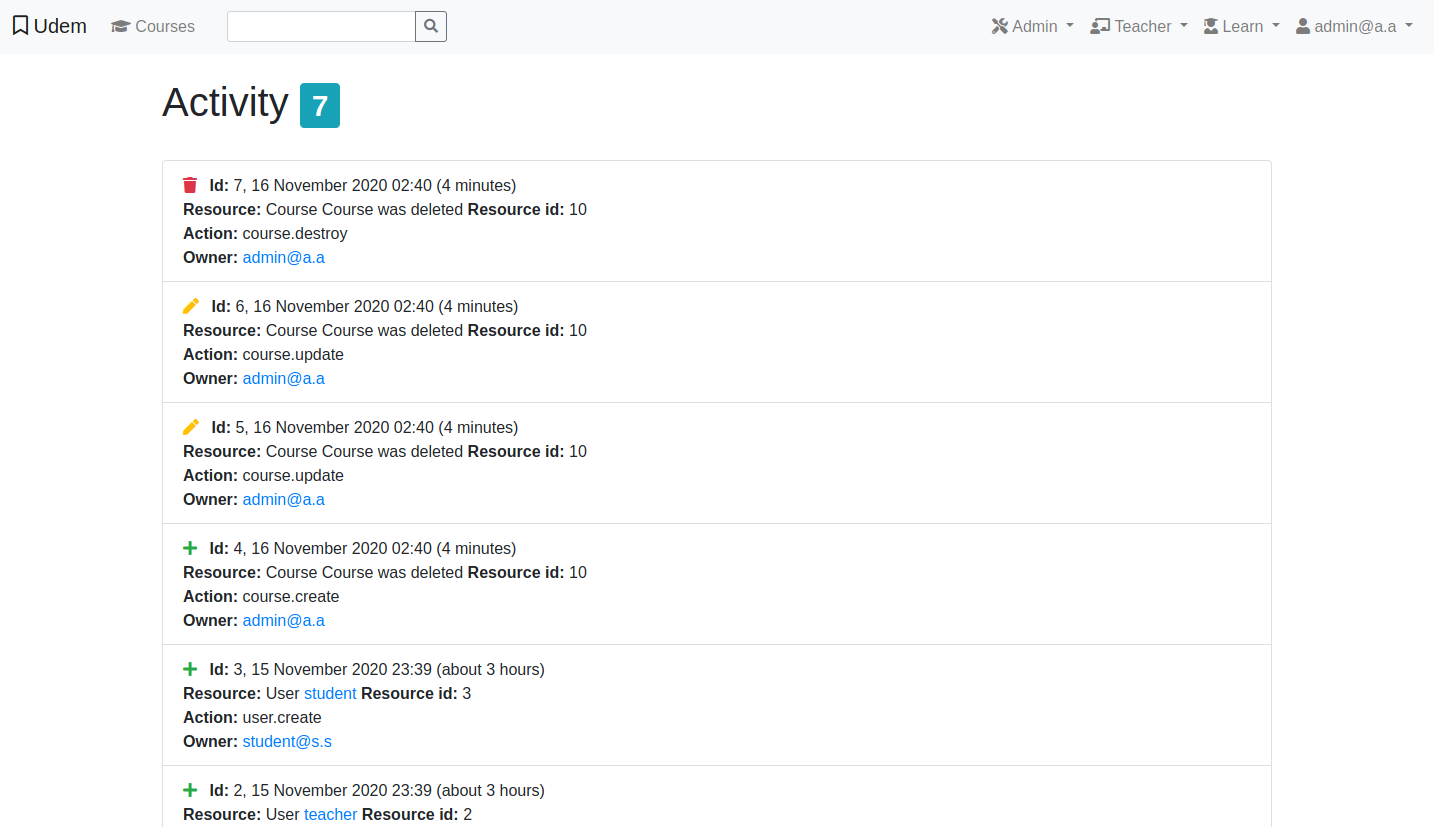 Udem Courses Admin Teacher Learn admin@a.a
Activity 7
Id: 7, 16 November 2020 02:40 (4 minutes)
Resource: Course Course was deleted Resource id: 10
Action: course.destroy
Owner: admin@a.a
Id: 6, 16 November 2020 02:40 (4 minutes)
Resource: Course Course was deleted Resource id: 10
Action: course.update
Owner: admin@a.a
Id: 5, 16 November 2020 02:40 (4 minutes)
Resource: Course Course was deleted Resource id: 10
Action: course.update
Owner: admin@a.a
Id: 4, 16 November 2020 02:40 (4 minutes)
Resource: Course Course was deleted Resource id: 10
Action: course.create
Owner: admin@a.a
Id: 3, 15 November 2020 23:39 (about 3 hours)
Resource: User student Resource id: 3
Action: user.create
Owner: student@s.s
Id: 2, 15 November 2020 23:39 (about 3 hours)
Resource: User teacher Resource id: 2